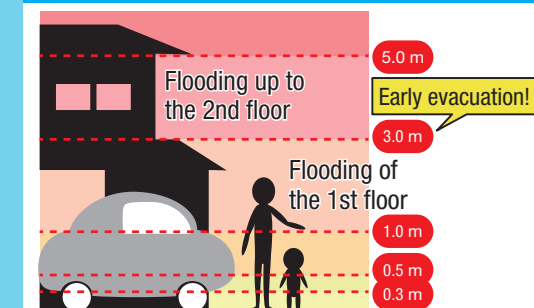 5.0 m
Flooding up to
the 2nd floor
Early evacuation!
3.0 m
Flooding of
the 1st floor
1.0 m
0.5 m
0.3 m